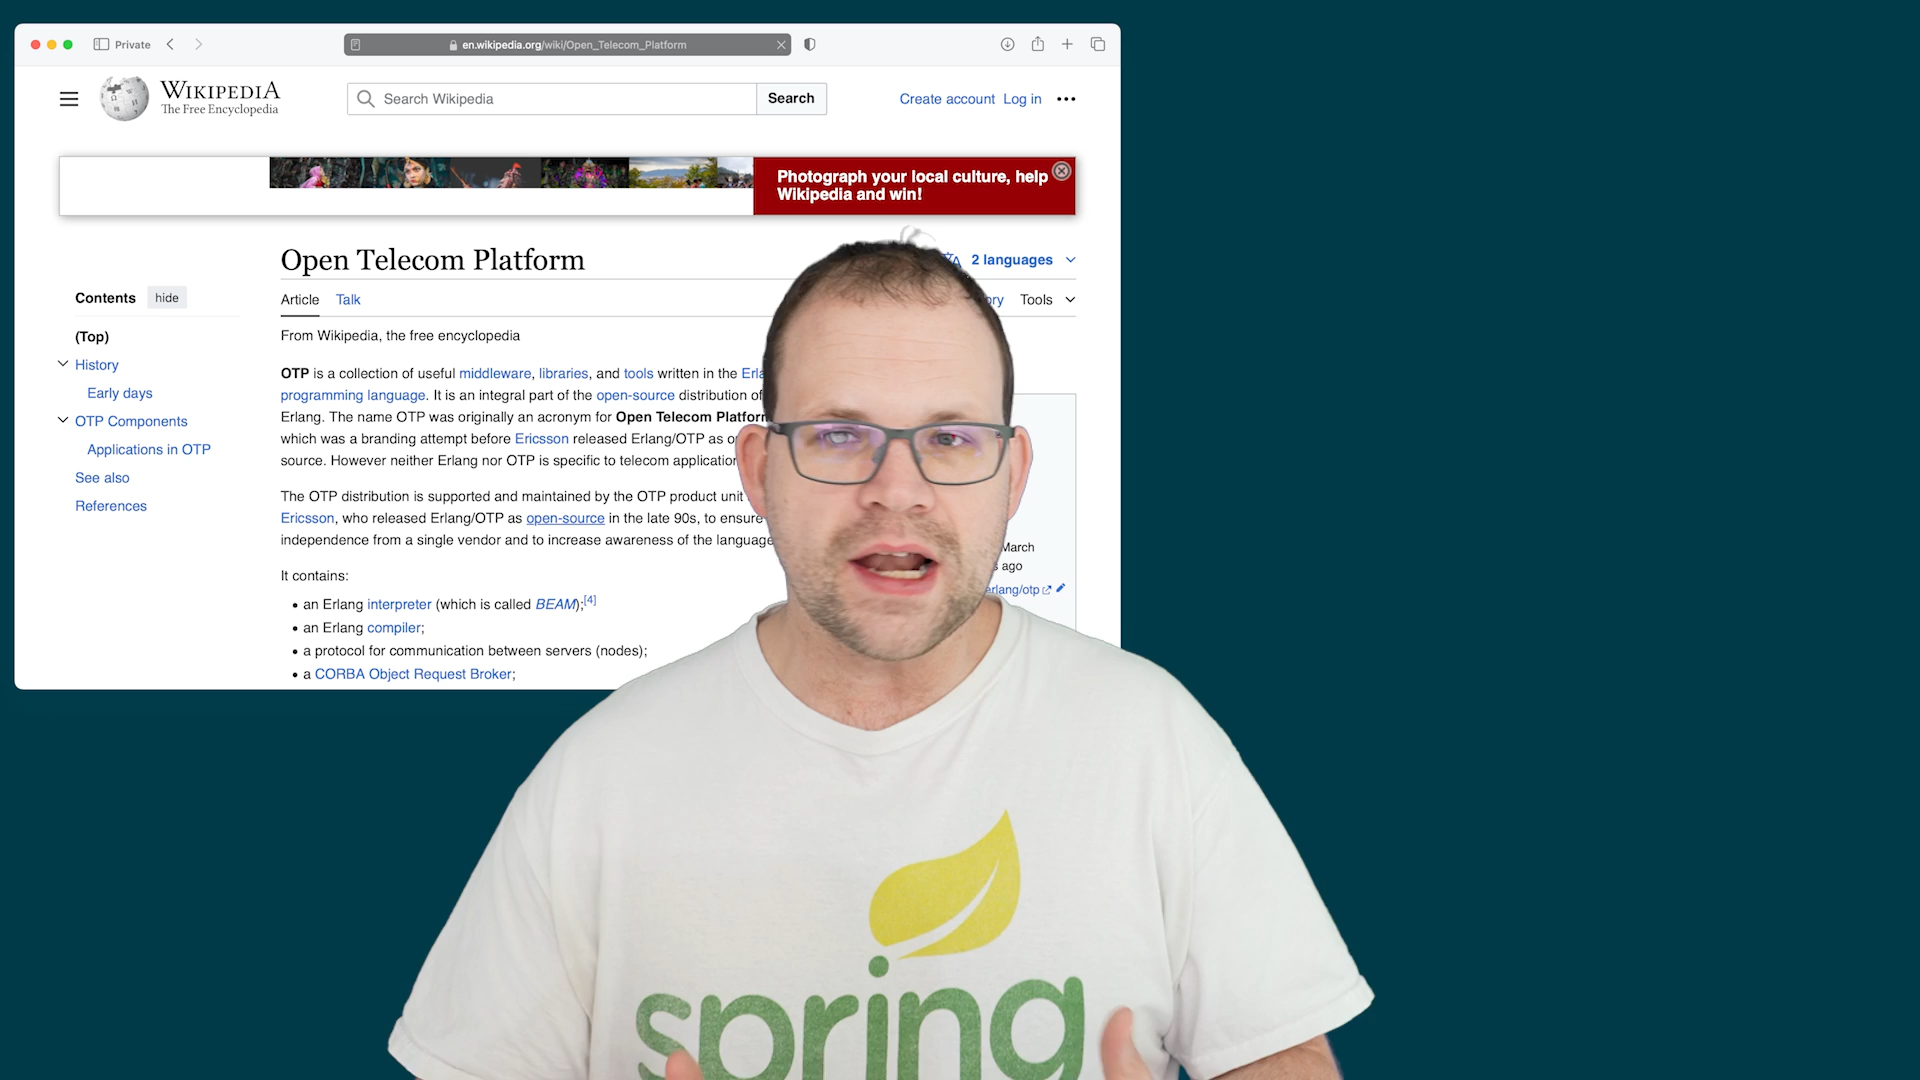 Private
en.wikipedia.org/wiki/Open_Telecom_Platform
WIKIPEDIA
The Free Encyclopedia
Search Wikipedia
Search
Create account Log in
Photograph your local culture, help
Wikipedia and win!
Open Telecom Platform
2 languages
Contents hide
Article Talk
Tools
(Top)
History
Early days
OTP Components
Applications in OTP
See also
References
From Wikipedia, the free encyclopedia
OTP is a collection of useful middleware, libraries, and tools written in the
programming language. It is an integral part of the open-source distribution of
Erlang. The name OTP was originally an acronym for Open Telecom
which was a branding attempt before Ericsson released Erlang/OTP as
source. However neither Erlang nor OTP is specific to telecom
The OTP distribution is supported and maintained by the OTP product unit
Ericsson, who released Erlang/OTP as open-source in the late 90s, to ensure
independence from a single vendor and to increase awareness of the language
It contains:
• an Erlang interpreter (which is called BEAM);[4]
• an Erlang compiler;
• a protocol for communication between servers (nodes);
• a CORBA Object Request Broker;
March
ago
erlang/otp
spring